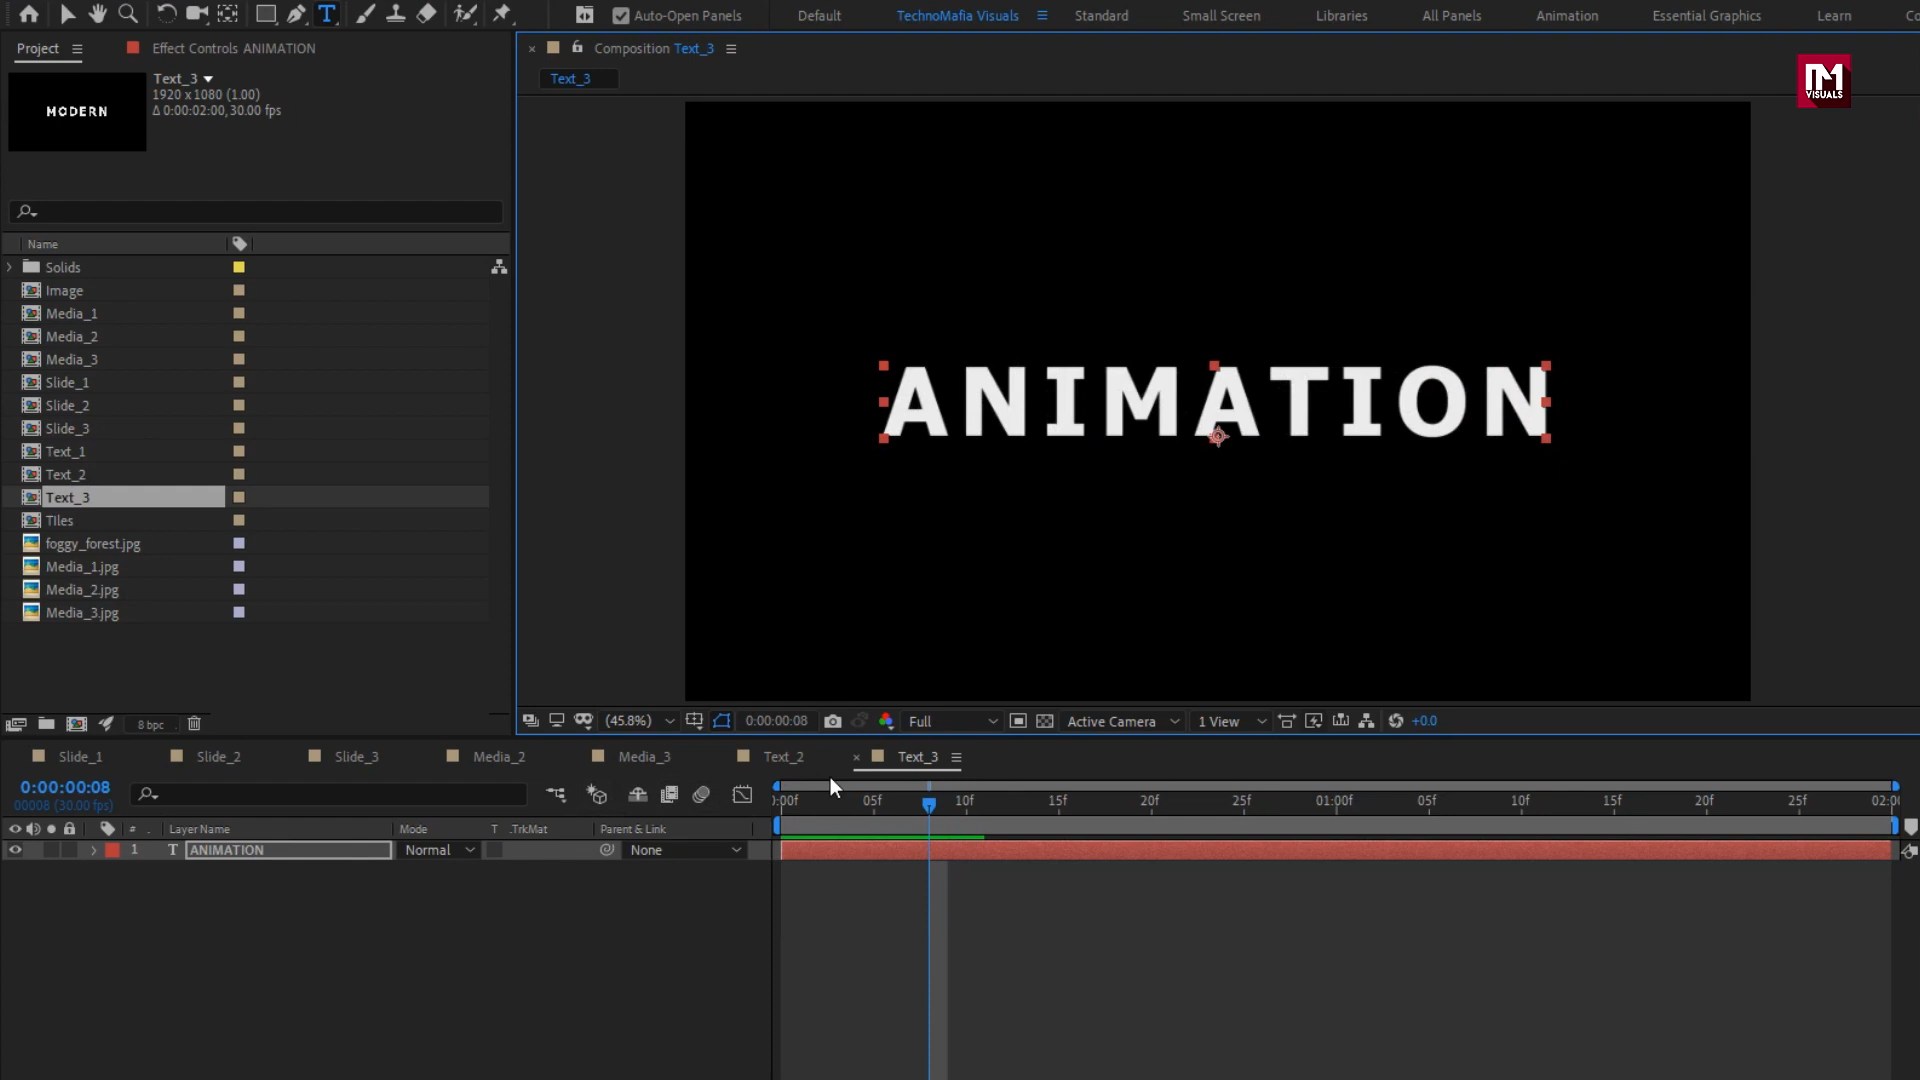 Auto-Open Panels Default TechnoMafia Visuals Standard Small Screen Libraries All Panels Animation Essential Graphics Learn Co
Project Effect Controls ANIMATION
Composition Text_3
Text_3
1920 x 1080 (1.00)
Δ 0:00:02:00, 30.00 fps
MODERN
Text_3
VISUALS
Name
Solids
Image
Media_1
Media_2
Media_3
Slide_1
Slide_2
Slide_3
Text_1
Text_2
Text_3
TIles
foggy_forest.jpg
Media_1.jpg
Media_2.jpg
Media_3.jpg
ANIMATION
8 bpc
(45.8%) 0:00:00:08 Full Active Camera 1 View +0.0
Slide_1 Slide_2 Slide_3 Media_2 Media_3 Text_2 Text_3
0:00:00:08
00008 (30.00 fps)
:00f 05f 10f 15f 20f 25f 01:00f 05f 10f 15f 20f 25f 02:0
# Layer Name Mode T .TrkMat Parent & Link
1 T ANIMATION Normal None